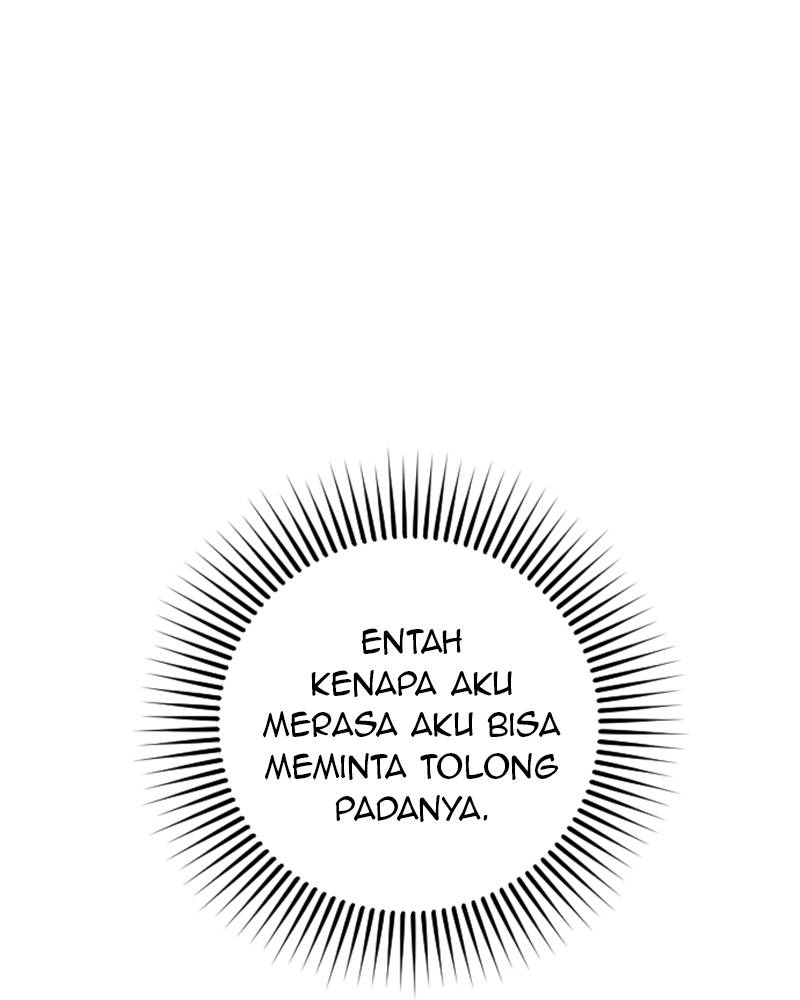 ENTAH
KENAPA AKU
MERASA AKU BISA
MEMINTA TOLONG
PADANYA.